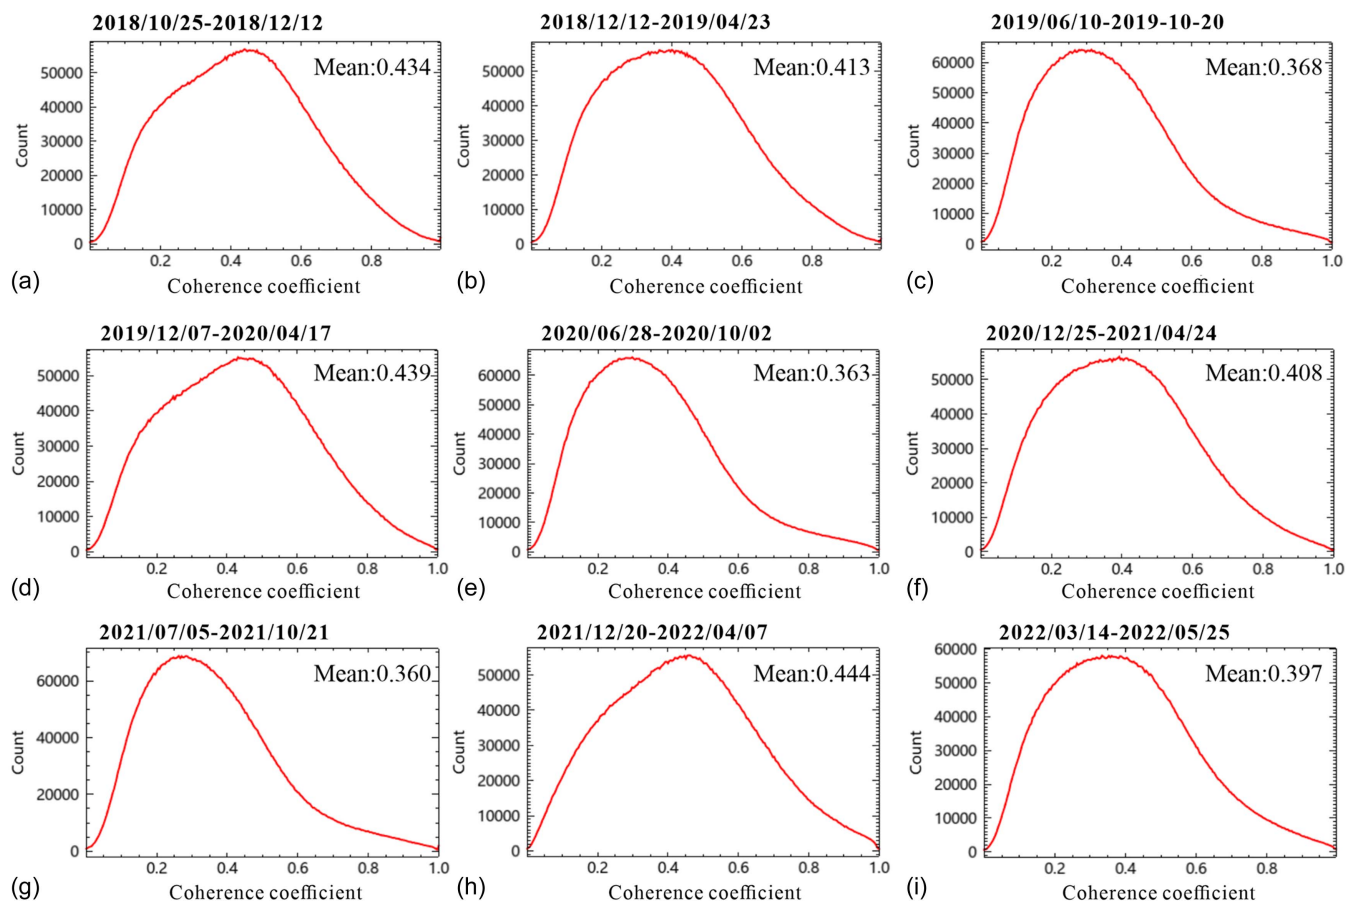 2018/10/25-2018/12/12
Mean:0.434
50000
40000
30000
20000
10000
0
Count
0.2 0.4 0.6 0.8
(a)
Coherence coefficient
2018/12/12-2019/04/23
Mean:0.413
50000
40000
30000
20000
10000
0
Count
0.2 0.4 0.6 0.8
(b)
Coherence coefficient
2019/06/10-2019-10-20
Mean:0.368
60000
50000
40000
30000
20000
10000
0
Count
0.2 0.4 0.6 0.8 1.0
(c)
Coherence coefficient
2019/12/07-2020/04/17
Mean:0.439
50000
40000
30000
20000
10000
0
Count
0.2 0.4 0.6 0.8 1.0
(d)
Coherence coefficient
2020/06/28-2020/10/02
Mean:0.363
60000
50000
40000
30000
20000
10000
0
Count
0.2 0.4 0.6 0.8 1.0
(e)
Coherence coefficient
2020/12/25-2021/04/24
Mean:0.408
50000
40000
30000
20000
10000
0
Count
0.2 0.4 0.6 0.8 1.0
(f)
Coherence coefficient
2021/07/05-2021/10/21
Mean:0.360
60000
40000
20000
0
Count
0.2 0.4 0.6 0.8 1.0
(g)
Coherence coefficient
2021/12/20-2022/04/07
Mean:0.444
50000
40000
30000
20000
10000
0
Count
0.2 0.4 0.6 0.8 1.0
(h)
Coherence coefficient
2022/03/14-2022/05/25
Mean:0.397
60000
50000
40000
30000
20000
10000
0
Count
0.2 0.4 0.6 0.8
(i)
Coherence coefficient